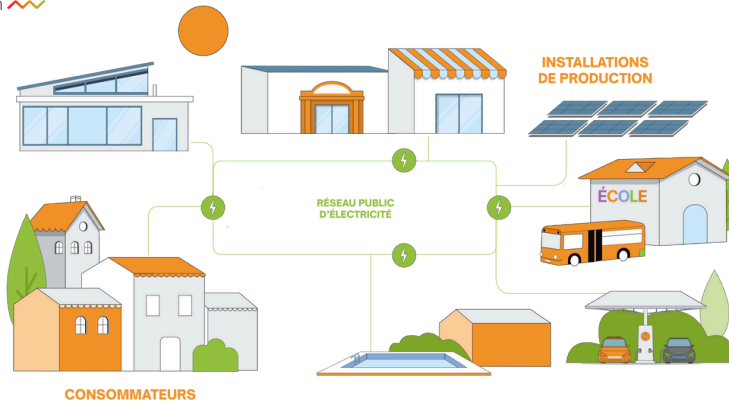 INSTALLATIONS
DE PRODUCTION
ÉCOLE
RÉSEAU PUBLIC
D'ÉLECTRICITÉ
CONSOMMATEURS